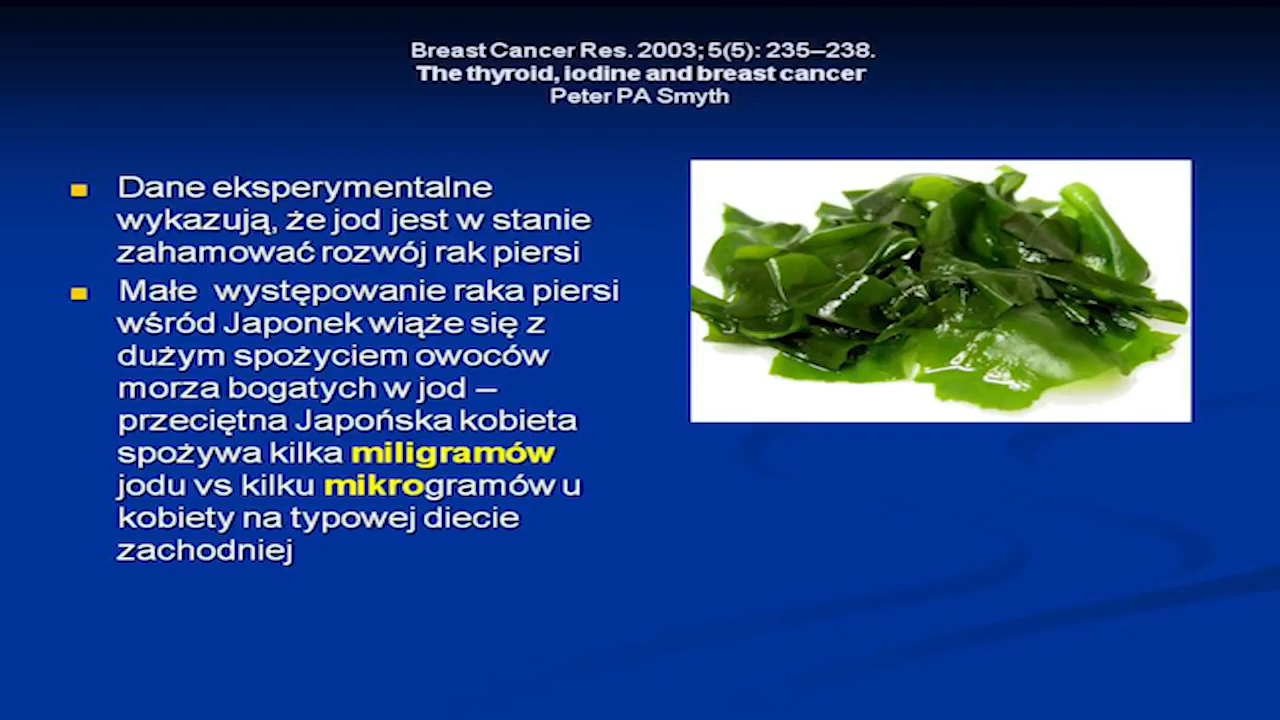 Breast Cancer Res. 2003; 5(5): 235–238.
The thyroid, iodine and breast cancer
Peter PA Smyth
Dane eksperymentalne
wykazują, że jod jest w stanie
zahamować rozwój rak piersi
Małe występowanie raka piersi
wśród Japonek wiąże się z
dużym spożyciem owoców
morza bogatych w jod –
przeciętna Japońska kobieta
spożywa kilka miligramów
jodu vs kilku mikrogramów u
kobiety na typowej diecie
zachodniej